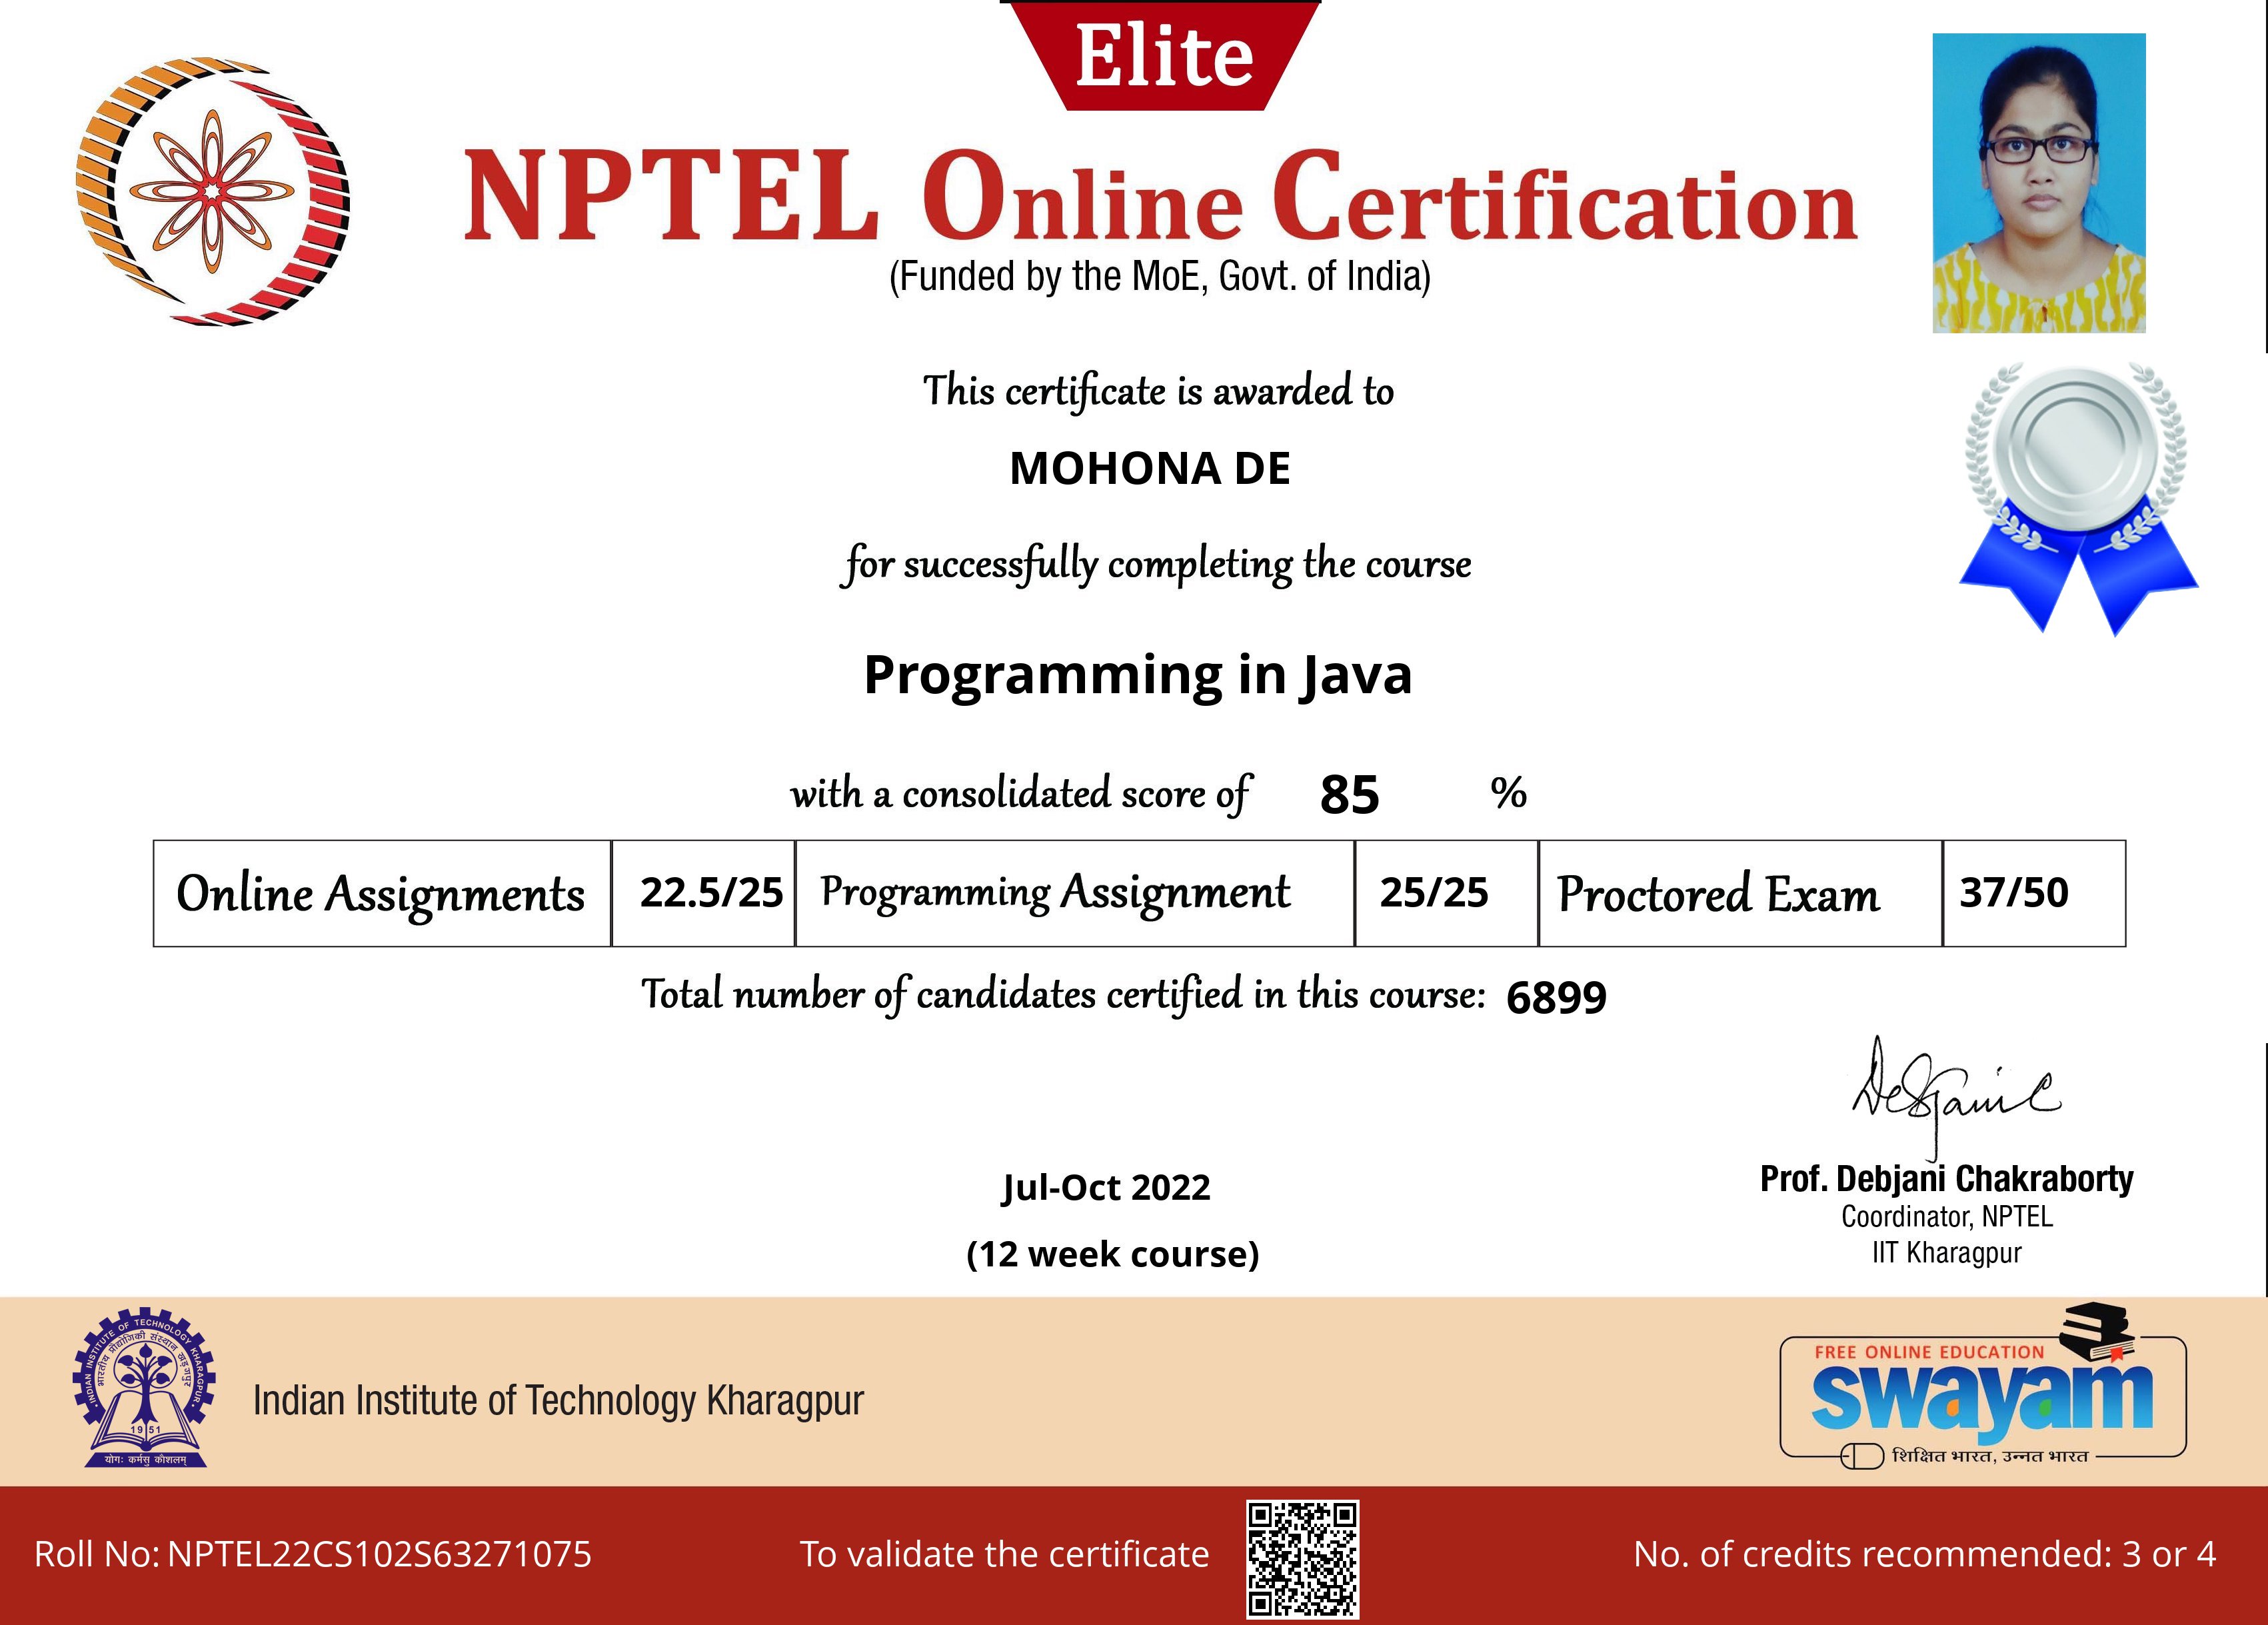 Elite
NPTEL Online Certification
(Funded by the MoE, Govt. of India)
This certificate is awarded to
MOHONA DE
for successfully completing the course
Programming in Java
with a consolidated score of 85 %
Online Assignments 22.5/25 Programming Assignment 25/25 Proctored Exam 37/50
Total number of candidates certified in this course: 6899
Jul-Oct 2022
(12 week course)
Prof. Debjani Chakraborty
Coordinator, NPTEL
IIT Kharagpur
INDIAN INSTITUTE OF TECHNOLOGY KHARAGPUR
भारतीय प्रौद्योगिकी संस्थान खड़गपुर
1951
योगः कर्मसु कौशलम्
Indian Institute of Technology Kharagpur
FREE ONLINE EDUCATION
swayam
शिक्षित भारत, उन्नत भारत
Roll No: NPTEL22CS102S63271075
To validate the certificate
No. of credits recommended: 3 or 4